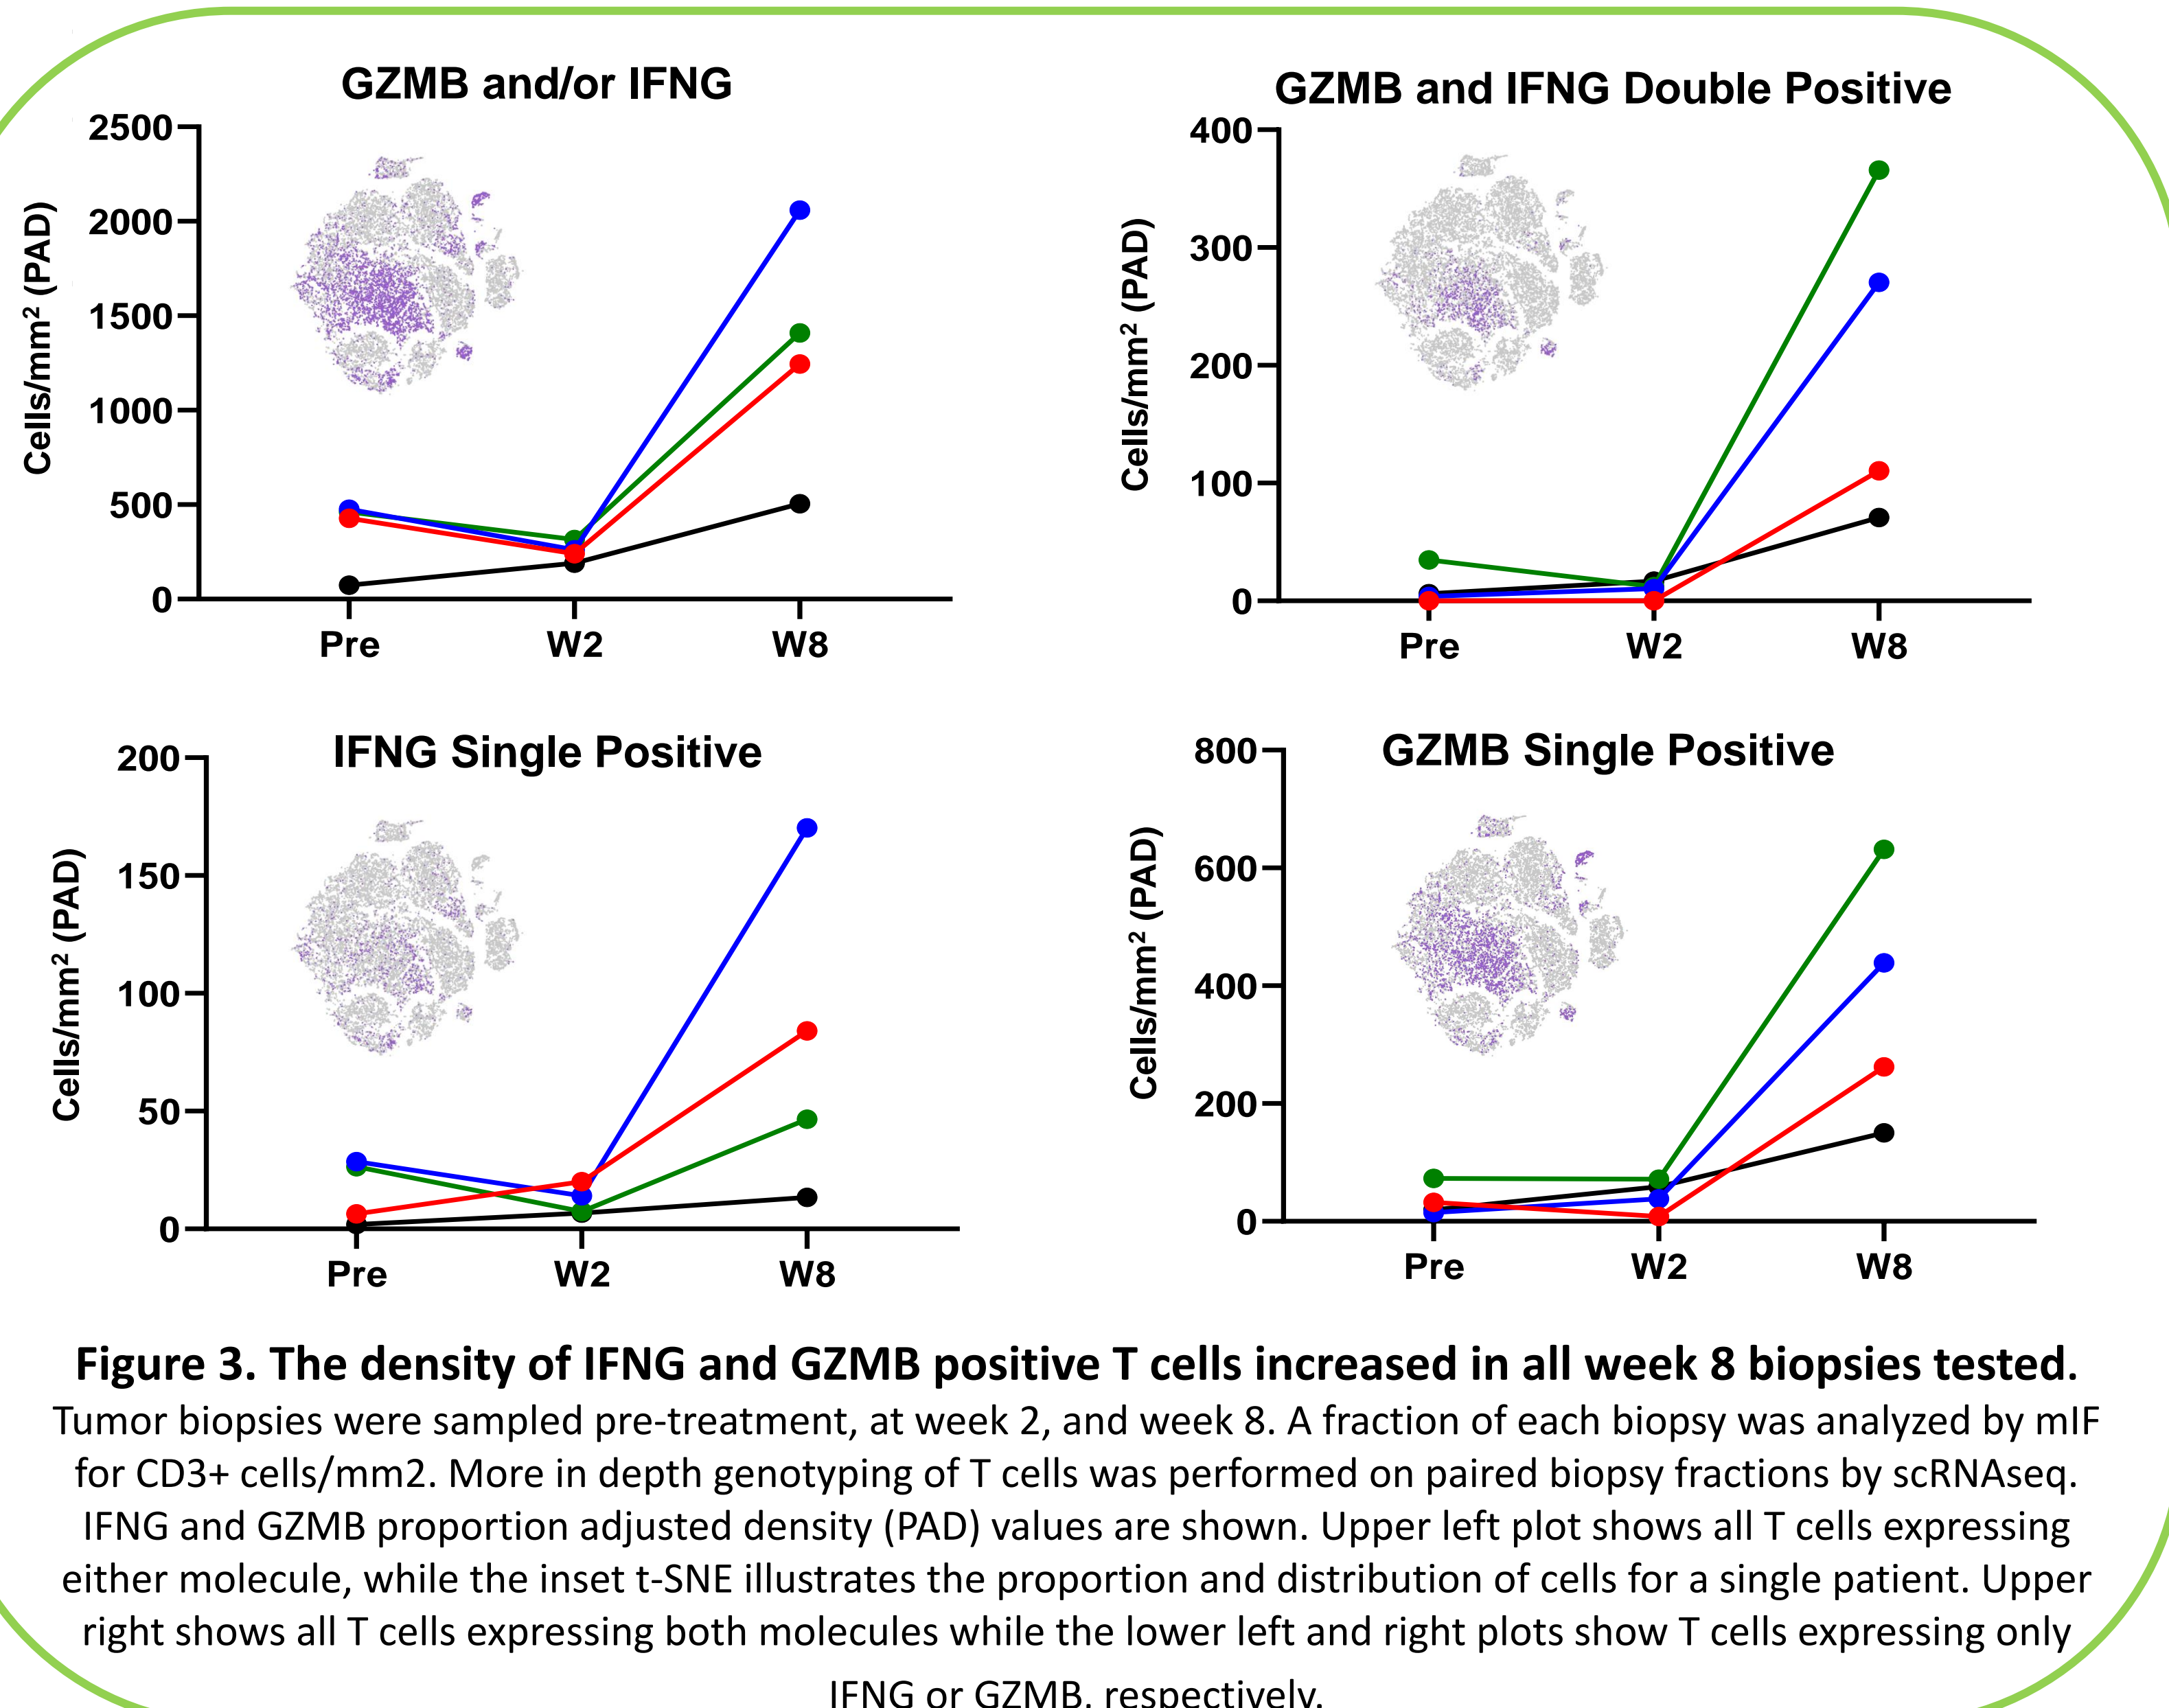 GZMB and/or IFNG
2500
2000
1500
1000
500
0
Cells/mm² (PAD)
Pre W2 W8
GZMB and IFNG Double Positive
400
300
200
100
0
Cells/mm² (PAD)
Pre W2 W8
IFNG Single Positive
200
150
100
50
0
Cells/mm² (PAD)
Pre W2 W8
GZMB Single Positive
800
600
400
200
0
Cells/mm² (PAD)
Pre W2 W8
Figure 3. The density of IFNG and GZMB positive T cells increased in all week 8 biopsies tested.
Tumor biopsies were sampled pre-treatment, at week 2, and week 8. A fraction of each biopsy was analyzed by mIF
for CD3+ cells/mm2. More in depth genotyping of T cells was performed on paired biopsy fractions by scRNAseq.
IFNG and GZMB proportion adjusted density (PAD) values are shown. Upper left plot shows all T cells expressing
either molecule, while the inset t-SNE illustrates the proportion and distribution of cells for a single patient. Upper
right shows all T cells expressing both molecules while the lower left and right plots show T cells expressing only
IFNG or GZMB, respectively.